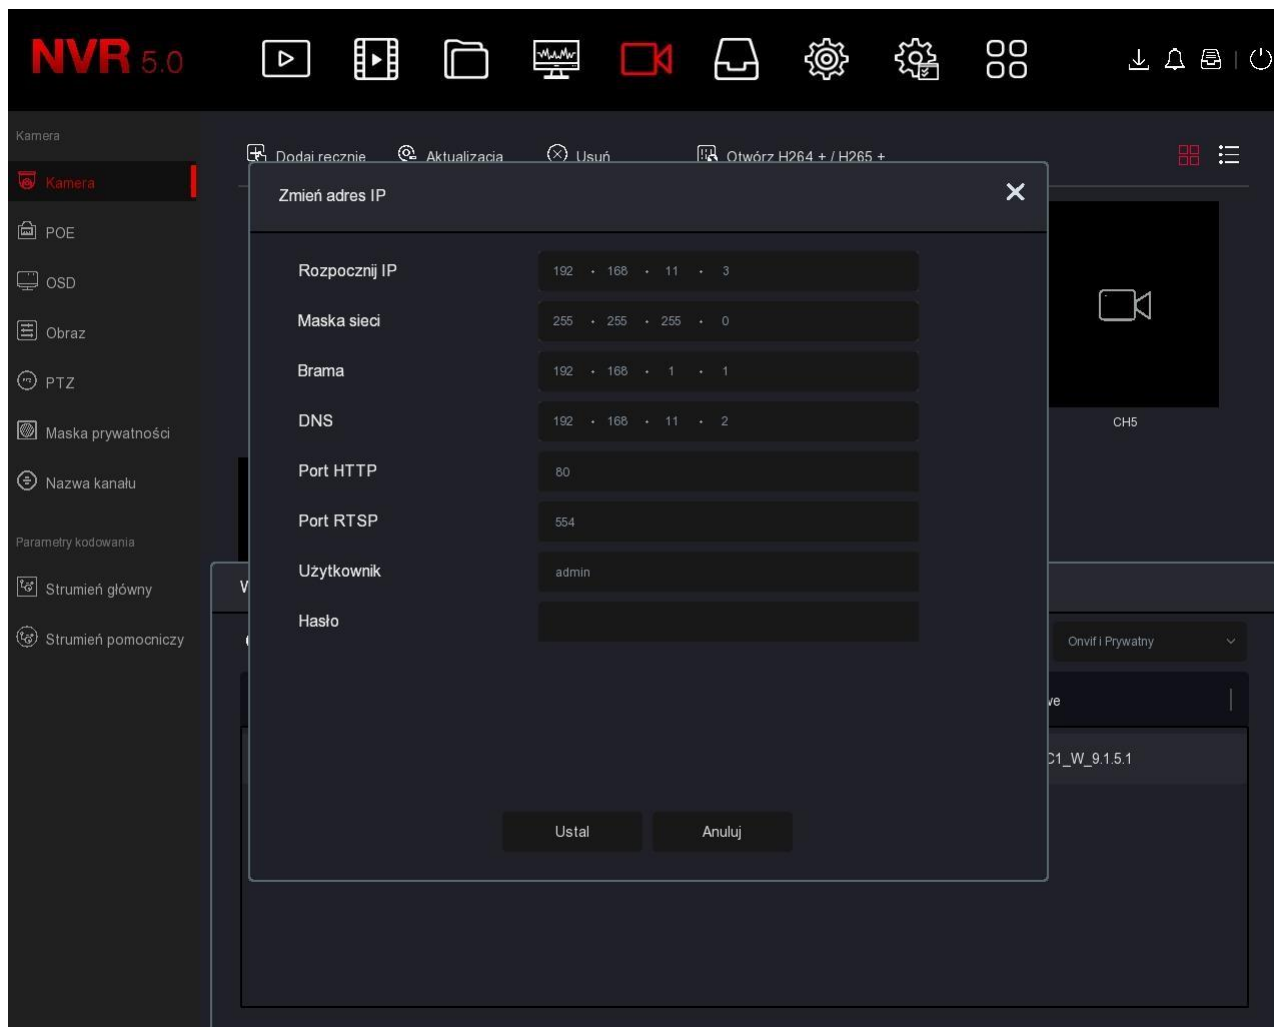 NVR 5.0
Kamera
Kamera
POE
OSD
Obraz
PTZ
Maska prywatności
Nazwa kanału
Parametry kodowania
Strumień główny
Strumień pomocniczy
Dodaj recznie Aktualizacja Usuń Otwórz H264 + / H265 +
Zmień adres IP
Rozpocznij IP 192 . 168 . 11 . 3
Maska sieci 255 . 255 . 255 . 0
Brama 192 . 168 . 1 . 1
DNS 192 . 168 . 11 . 2
Port HTTP 80
Port RTSP 554
Użytkownik admin
Hasło
Ustal Anuluj
CH5
Onvif i Prywatny
we
C1_W_9.1.5.1